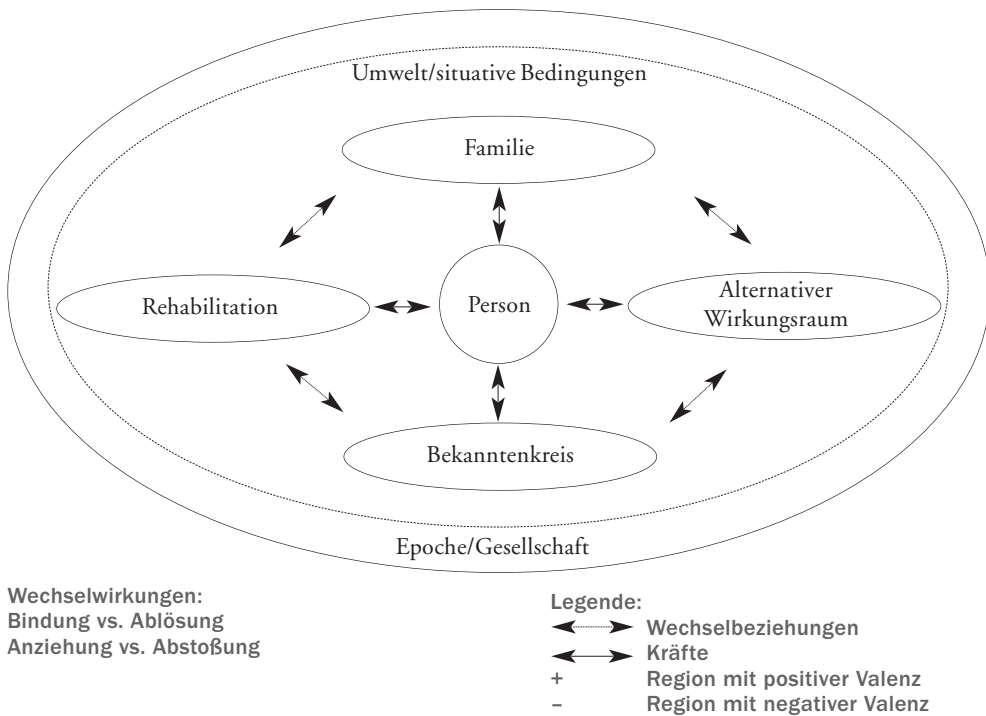 Umwelt/situative Bedingungen
Familie
Rehabilitation
Person
Alternativer
Wirkungsraum
Bekanntenkreis
Epoche/Gesellschaft
Wechselwirkungen:
Bindung vs. Ablösung
Anziehung vs. Abstoßung
Legende:
Wechselbeziehungen
Kräfte
+ Region mit positiver Valenz
– Region mit negativer Valenz